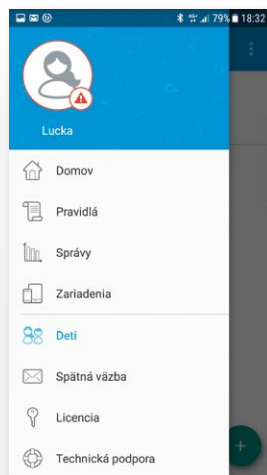 79% 18:32
Lucka
Domov
Pravidlá
Správy
Zariadenia
Deti
Spätná väzba
Licencia
Technická podpora